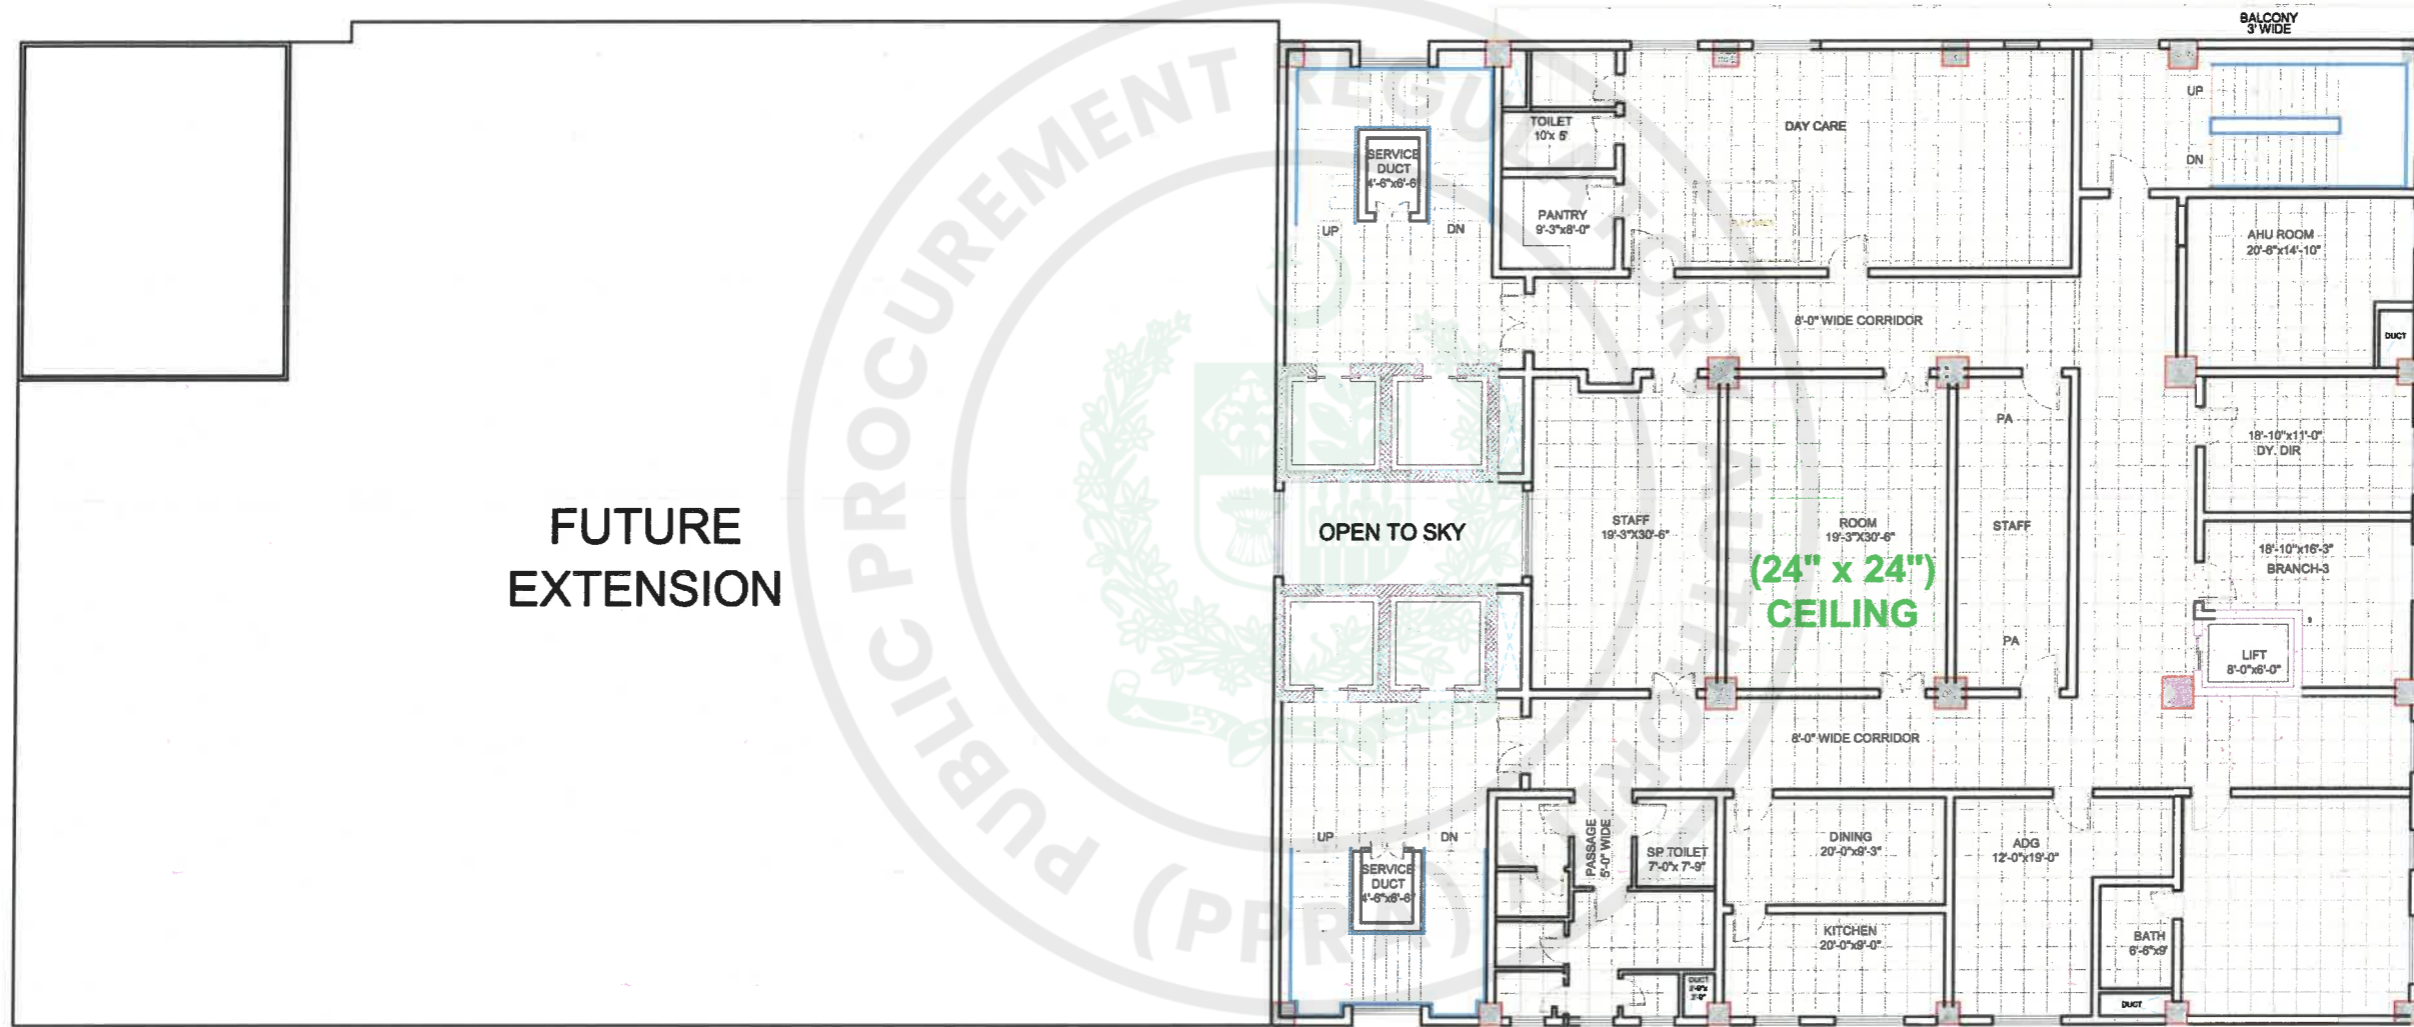 BALCONY
3' WIDE
UP
DN
TOILET
10'x 5'
DAY CARE
SERVICE
DUCT
4'-6"x6'-6"
UP
DN
PANTRY
9'-3"x8'-0"
AHU ROOM
20'-6"x14'-10"
DUCT
8'-0" WIDE CORRIDOR
PA
18'-10"x11'-0"
DY. DIR
FUTURE
EXTENSION
OPEN TO SKY
STAFF
19'-3"X30'-6"
ROOM
19'-3"X30'-6"
(24" x 24")
CEILING
STAFF
18'-10"x16'-3"
BRANCH-3
PA
LIFT
8'-0"x6'-0"
8'-0" WIDE CORRIDOR
UP
DN
SERVICE
DUCT
4'-6"x6'-6"
PASSAGE
5'-0" WIDE
SP. TOILET
7'-0"x 7'-9"
DINING
20'-0"x9'-3"
ADG
12'-0"x19'-0"
KITCHEN
20'-0"x9'-0"
BATH
6'-6"x9'
DUCT
DUCT
PUBLIC PROCUREMENT REGULATORY AUTHORITY
(PPRA)